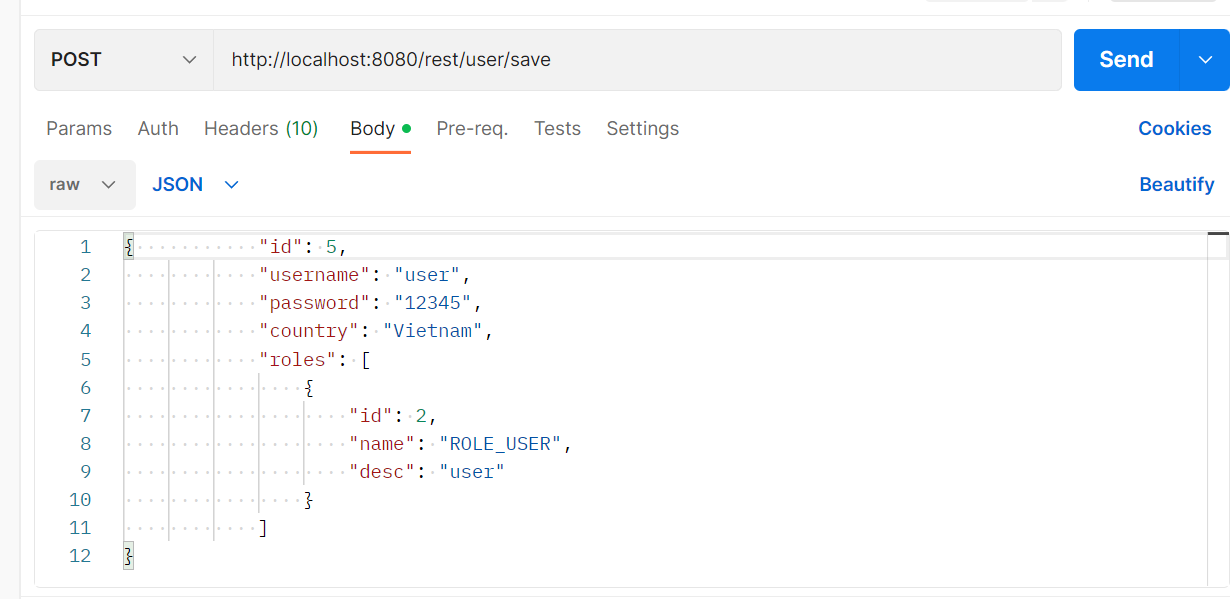 POST http://localhost:8080/rest/user/save Send
Params Auth Headers (10) Body Pre-req. Tests Settings Cookies
raw JSON Beautify
1 { "id": 5,
2 "username": "user",
3 "password": "12345",
4 "country": "Vietnam",
5 "roles": [
6 {
7 "id": 2,
8 "name": "ROLE_USER",
9 "desc": "user"
10 }
11 ]
12 }